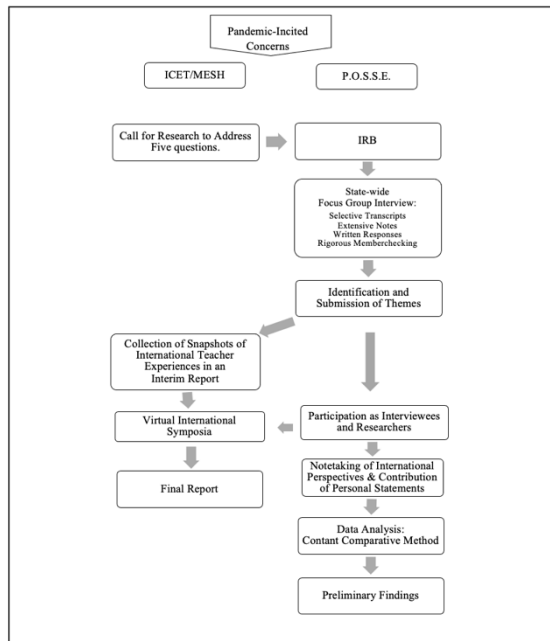 Pandemic-Incited
Concerns
ICET/MESH
P.O.S.S.E.
Call for Research to Address
Five questions.
IRB
State-wide
Focus Group Interview:
Selective Transcripts
Extensive Notes
Written Responses
Rigorous Memberchecking
Identification and
Submission of Themes
Collection of Snapshots of
International Teacher
Experiences in an
Interim Report
Virtual International
Symposia
Participation as Interviewees
and Researchers
Final Report
Notetaking of International
Perspectives & Contribution
of Personal Statements
Data Analysis:
Contant Comparative Method
Preliminary Findings